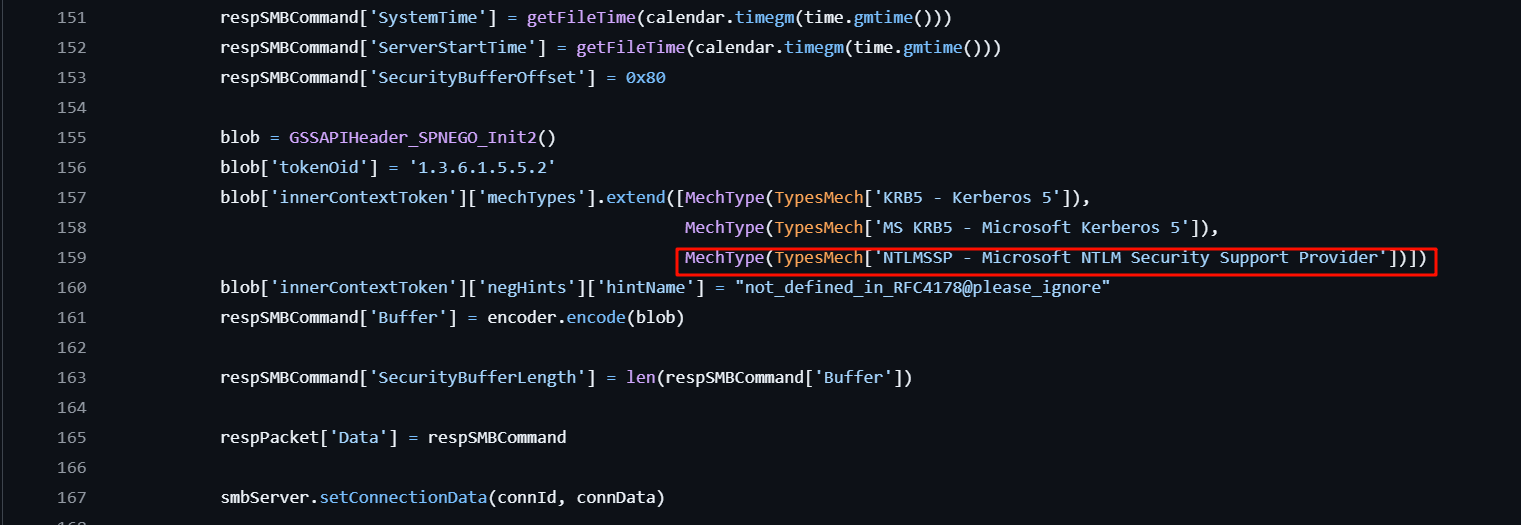 151 respSMBCommand['SystemTime'] = getFileTime(calendar.timegm(time.gmtime()))
152 respSMBCommand['ServerStartTime'] = getFileTime(calendar.timegm(time.gmtime()))
153 respSMBCommand['SecurityBufferOffset'] = 0x80
154
155 blob = GSSAPIHeader_SPNEGO_Init2()
156 blob['tokenOid'] = '1.3.6.1.5.5.2'
157 blob['innerContextToken']['mechTypes'].extend([MechType(TypesMech['KRB5 - Kerberos 5']),
158 MechType(TypesMech['MS KRB5 - Microsoft Kerberos 5']),
159 MechType(TypesMech['NTLMSSP - Microsoft NTLM Security Support Provider'])])
160 blob['innerContextToken']['negHints']['hintName'] = "not_defined_in_RFC4178@please_ignore"
161 respSMBCommand['Buffer'] = encoder.encode(blob)
162
163 respSMBCommand['SecurityBufferLength'] = len(respSMBCommand['Buffer'])
164
165 respPacket['Data'] = respSMBCommand
166
167 smbServer.setConnectionData(connId, connData)